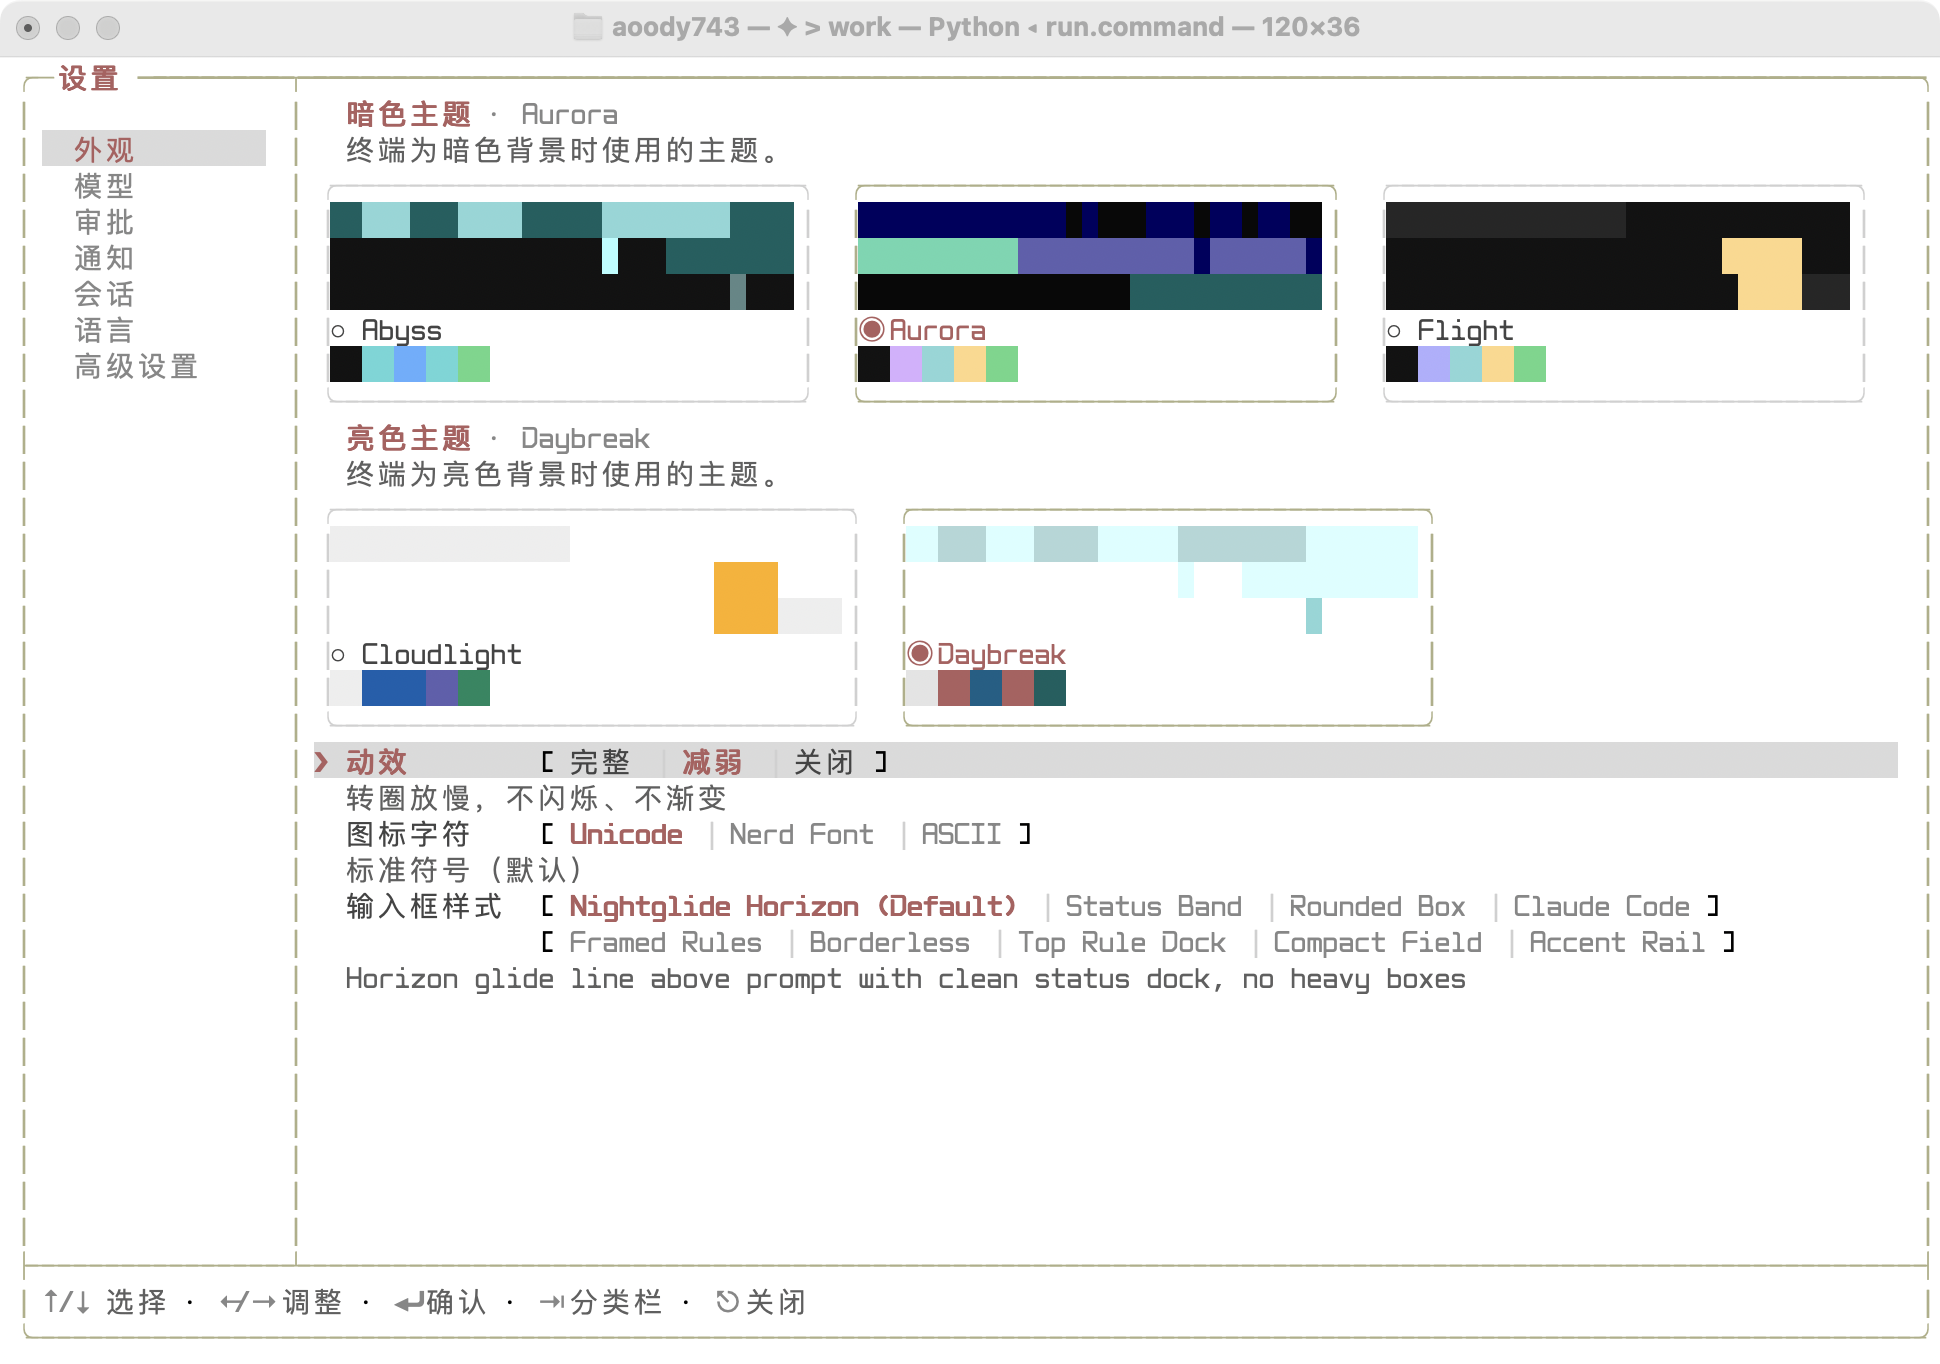 aoody743 — ✦ > work — Python ◂ run.command — 120×36
设置
外观
模型
审批
通知
会话
语言
高级设置
暗色主题 · Aurora
终端为暗色背景时使用的主题。
○ Abyss
◉ Aurora
○ Flight
亮色主题 · Daybreak
终端为亮色背景时使用的主题。
○ Cloudlight
◉ Daybreak
❯ 动效 [ 完整 | 减弱 | 关闭 ]
转圈放慢，不闪烁、不渐变
图标字符 [ Unicode | Nerd Font | ASCII ]
标准符号（默认）
输入框样式 [ Nightglide Horizon (Default) | Status Band | Rounded Box | Claude Code ]
[ Framed Rules | Borderless | Top Rule Dock | Compact Field | Accent Rail ]
Horizon glide line above prompt with clean status dock, no heavy boxes
↑/↓ 选择 · ←/→ 调整 · ↵ 确认 · ⇥ 分类栏 · ⎋ 关闭